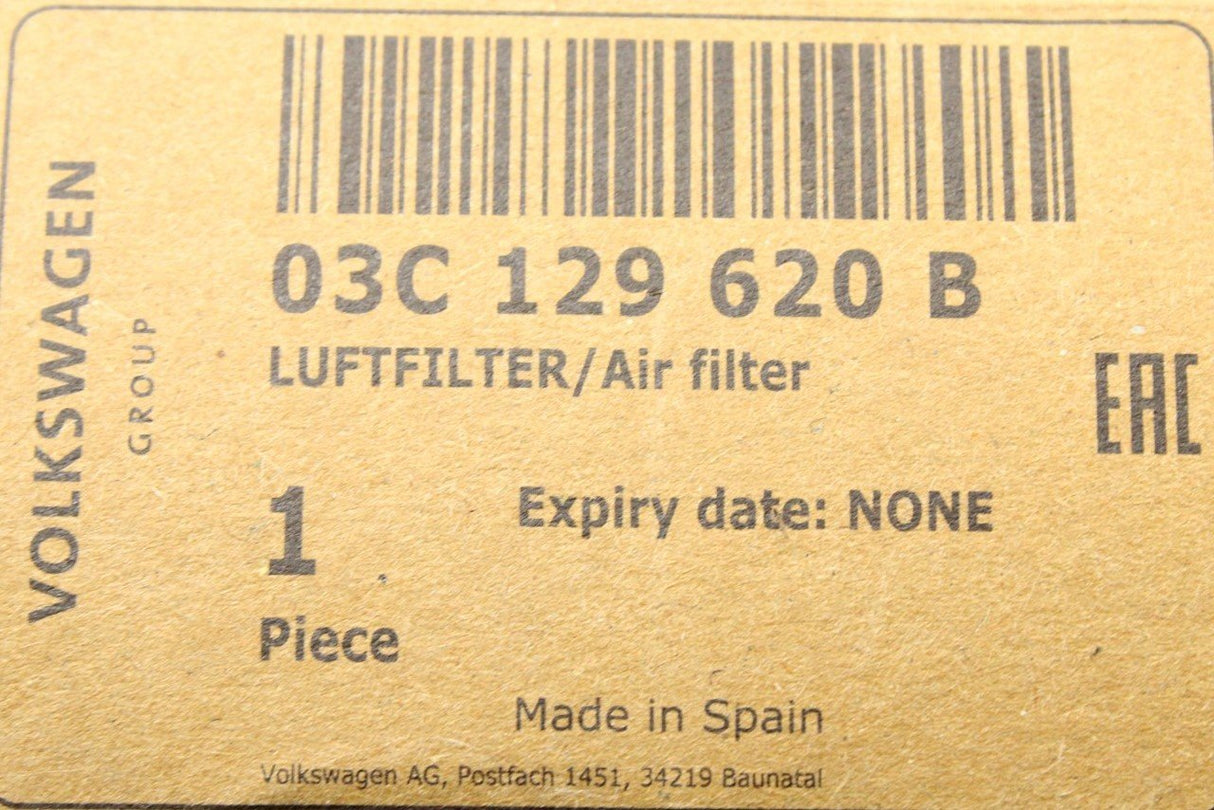 VOLKSWAGEN
GROUP
03C 129 620 B
LUFTFILTER/Air filter
EAC
1
Expiry date: NONE
Piece
Made in Spain
Volkswagen AG, Postfach 1451, 34219 Baunatal